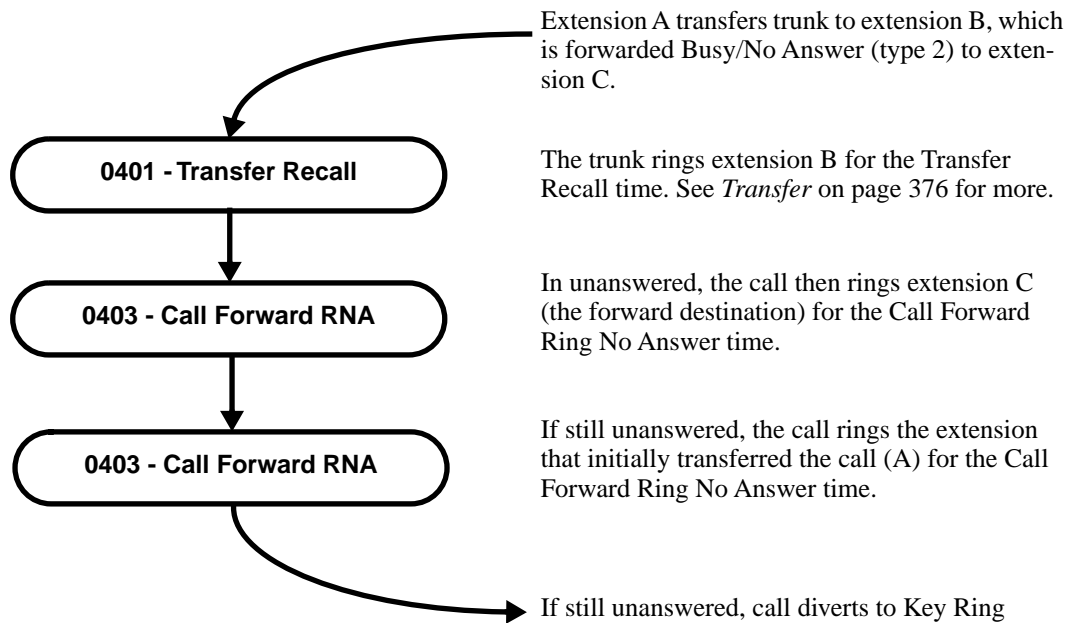 Extension A transfers trunk to extension B, which
is forwarded Busy/No Answer (type 2) to exten-
sion C.
0401 - Transfer Recall
The trunk rings extension B for the Transfer
Recall time. See Transfer on page 376 for more.
0403 - Call Forward RNA
In unanswered, the call then rings extension C
(the forward destination) for the Call Forward
Ring No Answer time.
0403 - Call Forward RNA
If still unanswered, the call rings the extension
that initially transferred the call (A) for the Call
Forward Ring No Answer time.
If still unanswered, call diverts to Key Ring